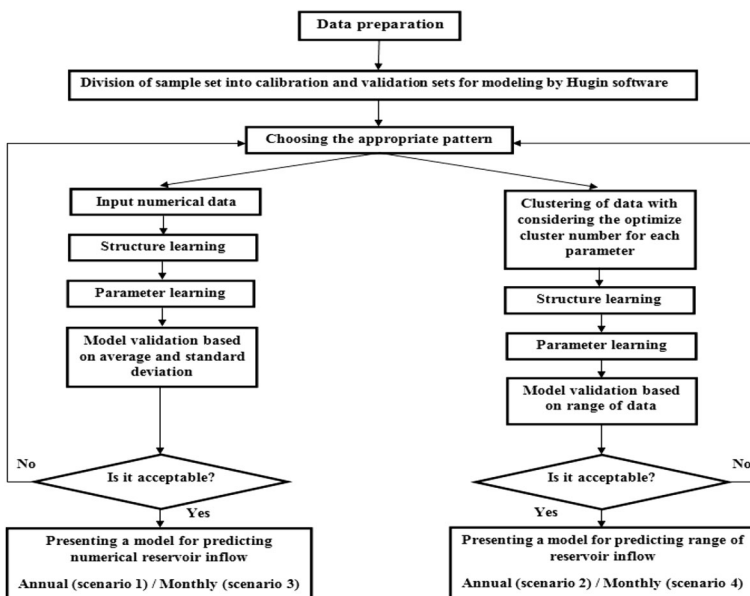 Data preparation
Division of sample set into calibration and validation sets for modeling by Hugin software
Choosing the appropriate pattern
Input numerical data
Structure learning
Parameter learning
Model validation based
on average and standard
deviation
No
Is it acceptable?
Yes
Presenting a model for predicting
numerical reservoir inflow
Annual (scenario 1) / Monthly (scenario 3)
Clustering of data with
considering the optimize
cluster number for each
parameter
Structure learning
Parameter learning
Model validation based
on range of data
Is it acceptable?
No
Yes
Presenting a model for predicting range of
reservoir inflow
Annual (scenario 2) / Monthly (scenario 4)